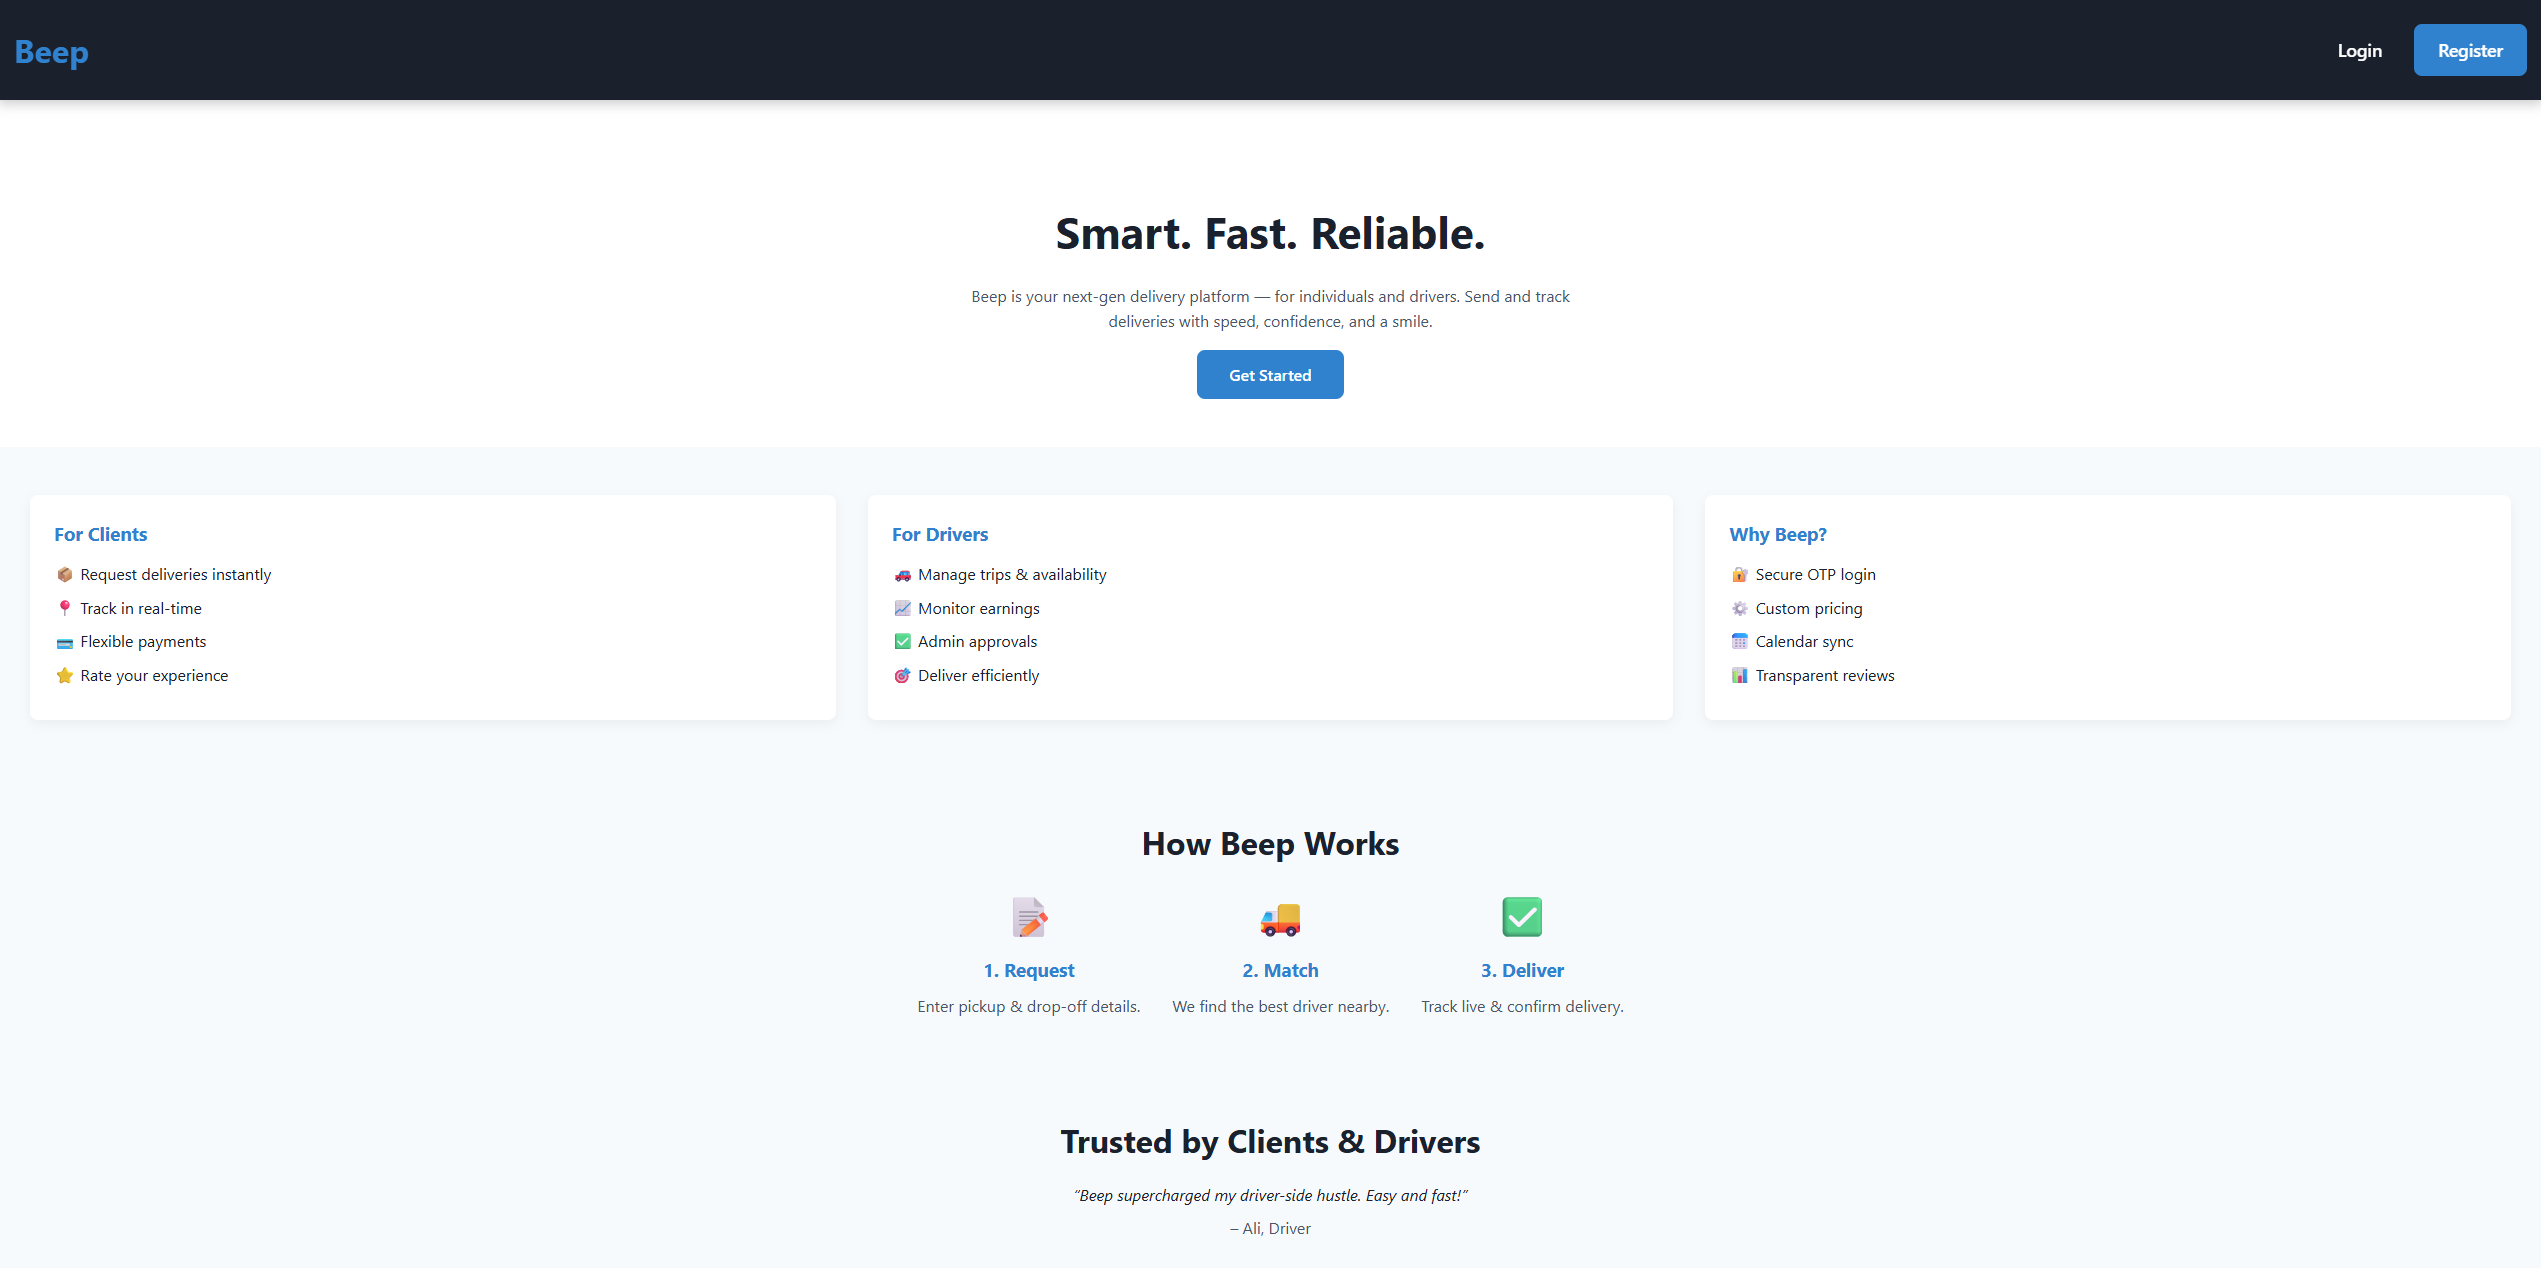 Beep
Login
Register
Smart. Fast. Reliable.
Beep is your next-gen delivery platform — for individuals and drivers. Send and track
deliveries with speed, confidence, and a smile.
Get Started
For Clients
📦 Request deliveries instantly
📍 Track in real-time
💳 Flexible payments
⭐ Rate your experience
For Drivers
🚗 Manage trips & availability
📈 Monitor earnings
✅ Admin approvals
🎯 Deliver efficiently
Why Beep?
🔐 Secure OTP login
⚙️ Custom pricing
🗓️ Calendar sync
📊 Transparent reviews
How Beep Works
📝
1. Request
Enter pickup & drop-off details.
🚚
2. Match
We find the best driver nearby.
✅
3. Deliver
Track live & confirm delivery.
Trusted by Clients & Drivers
"Beep supercharged my driver-side hustle. Easy and fast!"
– Ali, Driver